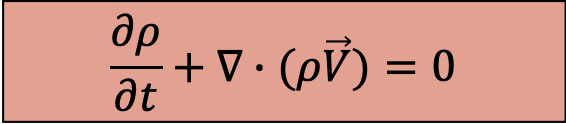 ∂ρ/∂t + ∇ · (ρV⃗) = 0